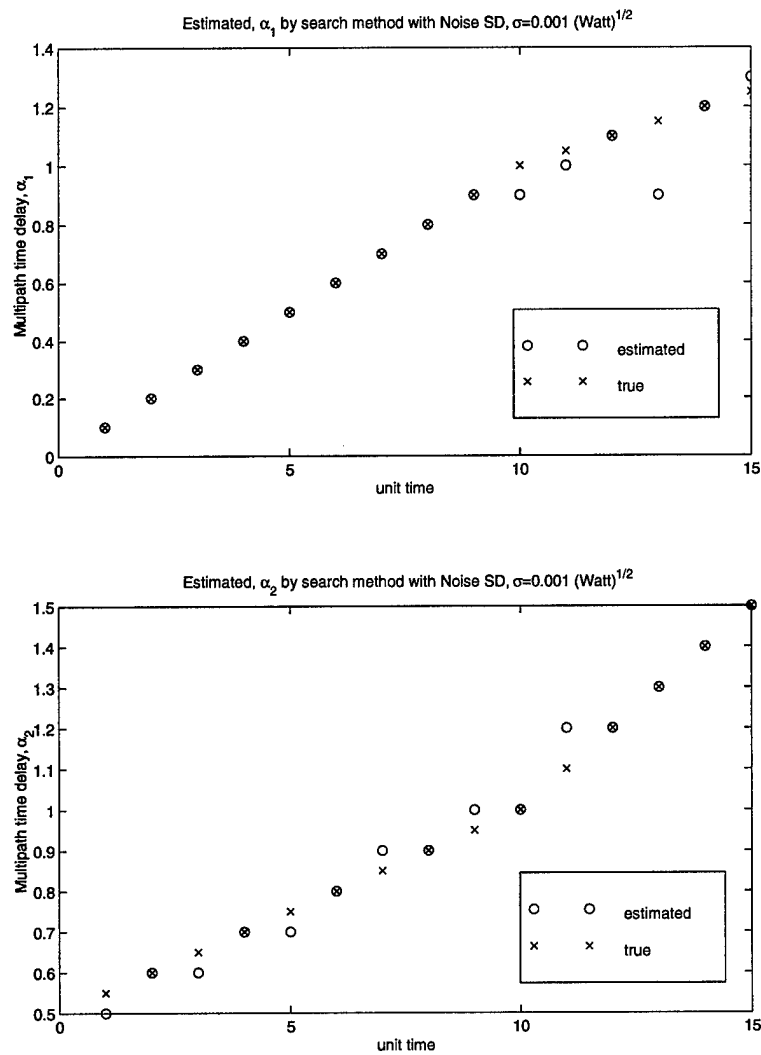 Estimated, α1 by search method with Noise SD, σ=0.001 (Watt)1/2
1.4
1.2
1
0.8
0.6
0.4
0.2
0
Multipath time delay, α1
estimated
true
0
5
10
15
unit time
Estimated, α2 by search method with Noise SD, σ=0.001 (Watt)1/2
1.5
1.4
1.3
1.2
1.1
1
0.9
0.8
0.7
0.6
0.5
Multipath time delay, α2
estimated
true
0
5
10
15
unit time